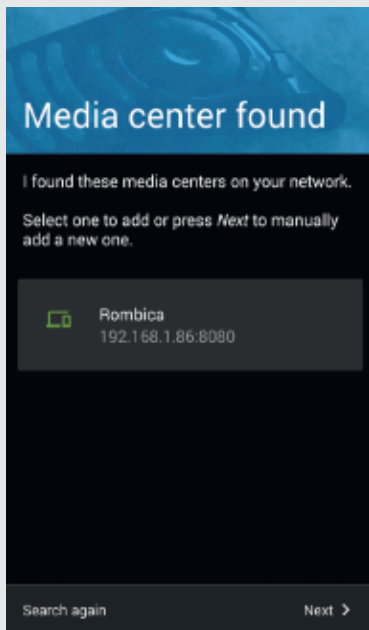 Media center found
I found these media centers on your network.
Select one to add or press Next to manually
add a new one.
Rombica
192.168.1.86:8080
Search again
Next